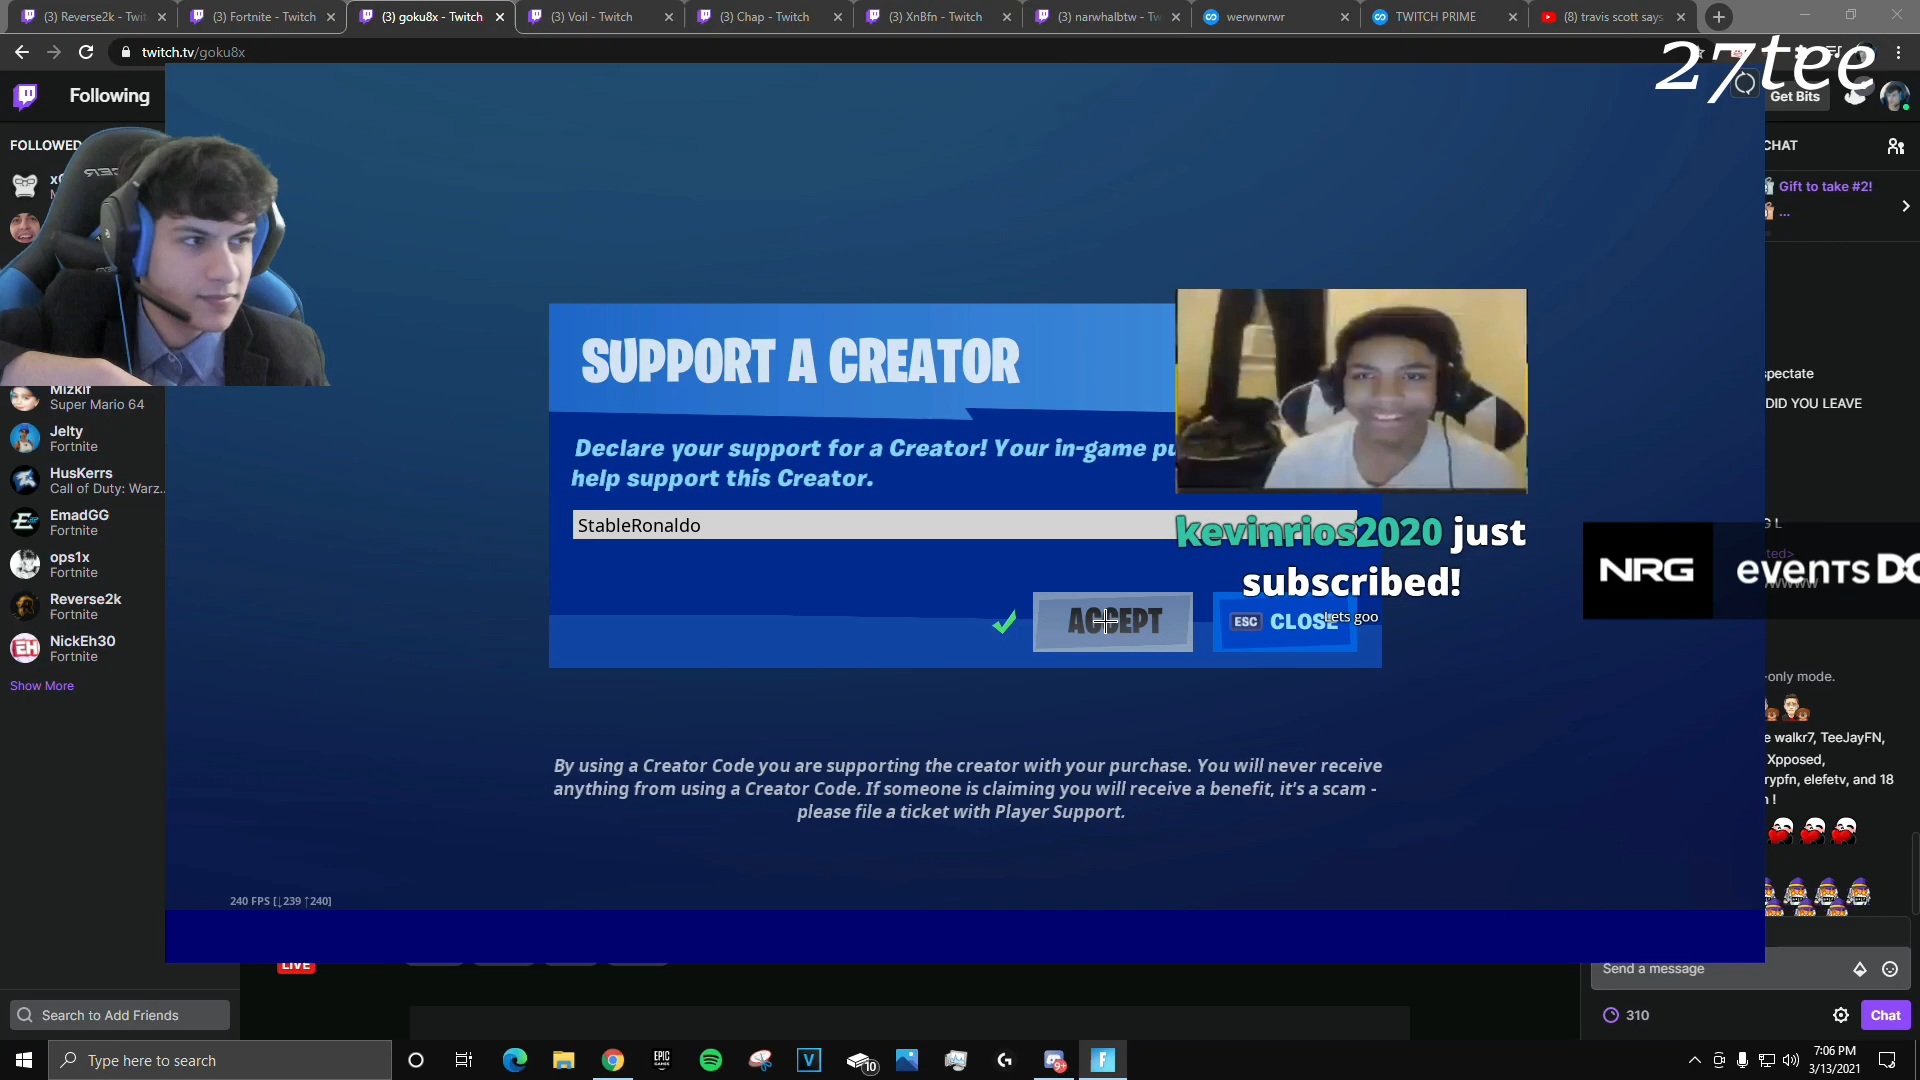 (3) Reverse2k - Twit
(3) Fortnite - Twitch
(3) goku8x - Twitch
(3) Voil - Twitch
(3) Chap - Twitch
(3) XnBfn - Twitch
(3) narwhalbtw - Tw
werwrwrwr
TWITCH PRIME
(8) travis scott says
twitch.tv/goku8x
27tee
Following
Get Bits
FOLLOWED
CHAT
Gift to take #2!
...
SUPPORT A CREATOR
Mizkif
Super Mario 64
Jelty
Fortnite
HusKerrs
Call of Duty: Warz...
EmadGG
Fortnite
ops1x
Fortnite
Reverse2k
Fortnite
NickEh30
Fortnite
Show More
Declare your support for a Creator! Your in-game pu
help support this Creator.
StableRonaldo
kevinrios2020 just
subscribed!
Lets goo
ACCEPT
ESC CLOSE
spectate
DID YOU LEAVE
NRG
events
-only mode.
e walkr7, TeeJayFN,
Xpposed,
rypfn, elefetv, and 18
!
By using a Creator Code you are supporting the creator with your purchase. You will never receive
anything from using a Creator Code. If someone is claiming you will receive a benefit, it's a scam -
please file a ticket with Player Support.
240 FPS [↓239 ↑240]
LIVE
Send a message
Search to Add Friends
310
Chat
Type here to search
EPIC GAMES
10
9+
7:06 PM
3/13/2021